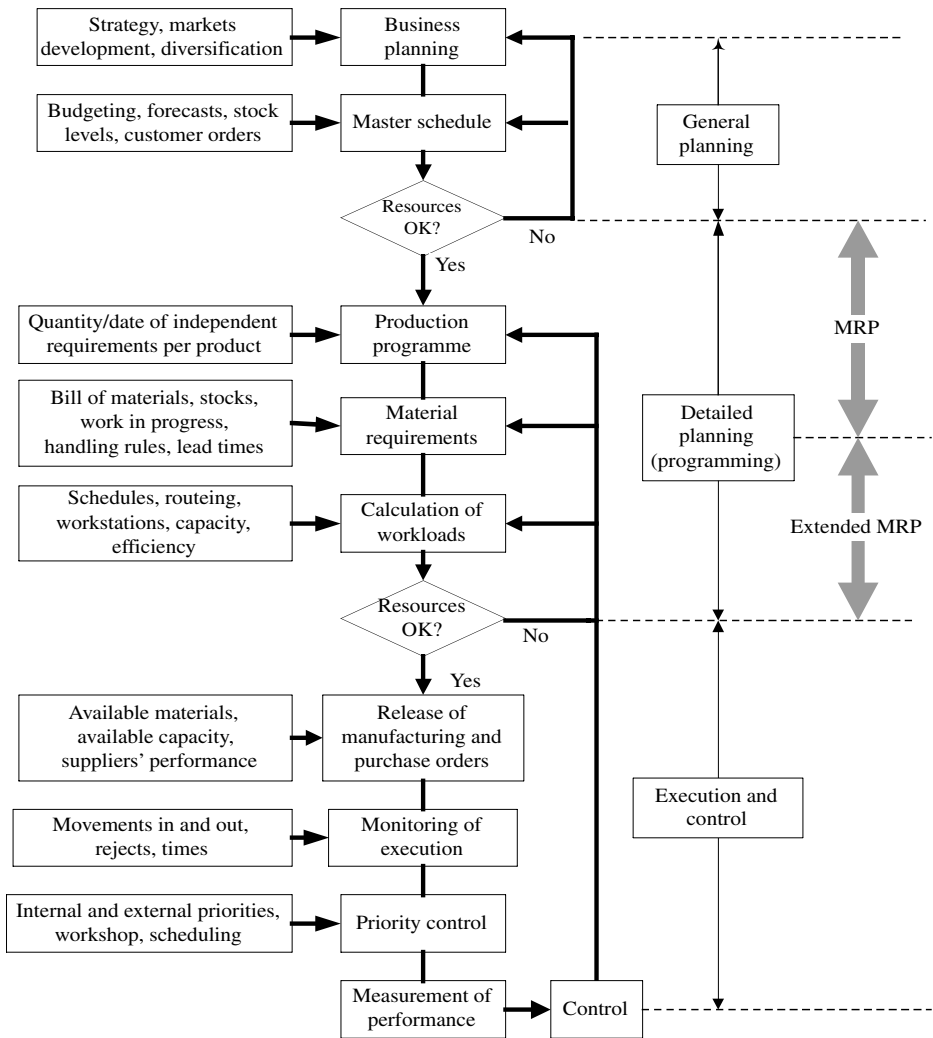 Strategy, markets
development, diversification
Business
planning
Budgeting, forecasts, stock
levels, customer orders
Master schedule
General
planning
Resources
OK?
No
Yes
Quantity/date of independent
requirements per product
Production
programme
MRP
Bill of materials, stocks,
work in progress,
handling rules, lead times
Material
requirements
Detailed
planning
(programming)
Schedules, routeing,
workstations, capacity,
efficiency
Calculation of
workloads
Extended MRP
Resources
OK?
No
Yes
Available materials,
available capacity,
suppliers’ performance
Release of
manufacturing and
purchase orders
Execution and
control
Movements in and out,
rejects, times
Monitoring of
execution
Internal and external priorities,
workshop, scheduling
Priority control
Measurement of
performance
Control